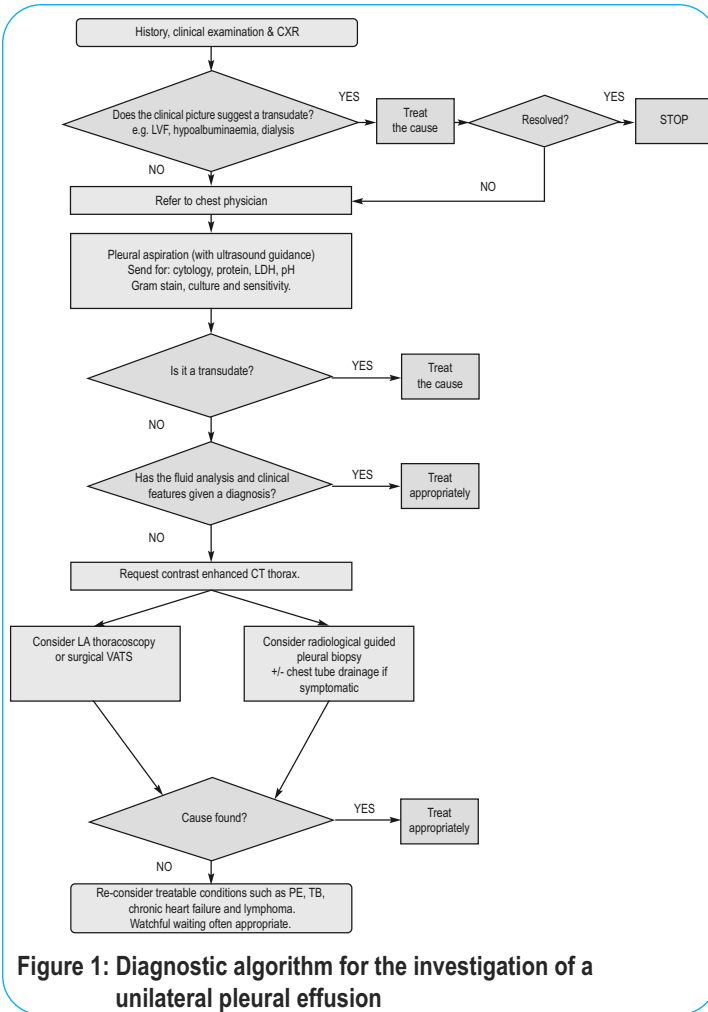 History, clinical examination & CXR
Does the clinical picture suggest a transudate?
e.g. LVF, hypoalbuminaemia, dialysis
YES
Treat
the cause
Resolved?
YES
STOP
NO
NO
Refer to chest physician
Pleural aspiration (with ultrasound guidance)
Send for: cytology, protein, LDH, pH
Gram stain, culture and sensitivity.
Is it a transudate?
YES
Treat
the cause
NO
Has the fluid analysis and clinical
features given a diagnosis?
YES
Treat
appropriately
NO
Request contrast enhanced CT thorax.
Consider LA thoracoscopy
or surgical VATS
Consider radiological guided
pleural biopsy
+/- chest tube drainage if
symptomatic
Cause found?
YES
Treat
appropriately
NO
Re-consider treatable conditions such as PE, TB,
chronic heart failure and lymphoma.
Watchful waiting often appropriate.
Figure 1: Diagnostic algorithm for the investigation of a
unilateral pleural effusion